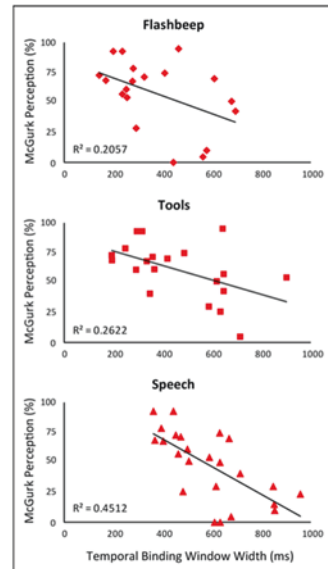 Flashbeep
McGurk Perception (%)
100
75
50
25
0
R² = 0.2057
0 200 400 600 800 1000
Tools
McGurk Perception (%)
100
75
50
25
0
R² = 0.2622
0 200 400 600 800 1000
Speech
McGurk Perception (%)
100
75
50
25
0
R² = 0.4512
0 200 400 600 800 1000
Temporal Binding Window Width (ms)